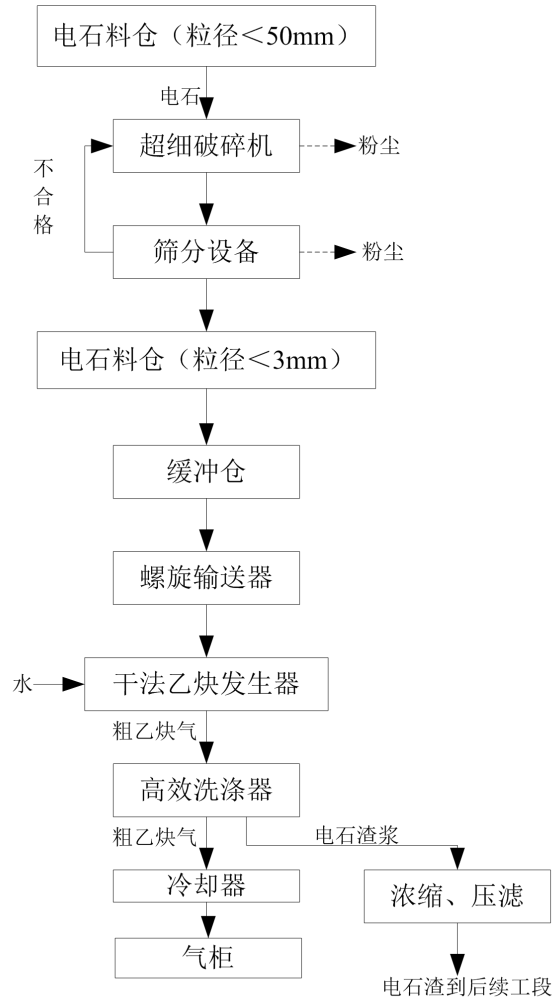 电石料仓（粒径＜50mm）
电石
超细破碎机
粉尘
不合格
筛分设备
粉尘
电石料仓（粒径＜3mm）
缓冲仓
螺旋输送器
水
干法乙炔发生器
粗乙炔气
高效洗涤器
粗乙炔气
电石渣浆
冷却器
浓缩、压滤
气柜
电石渣到后续工段